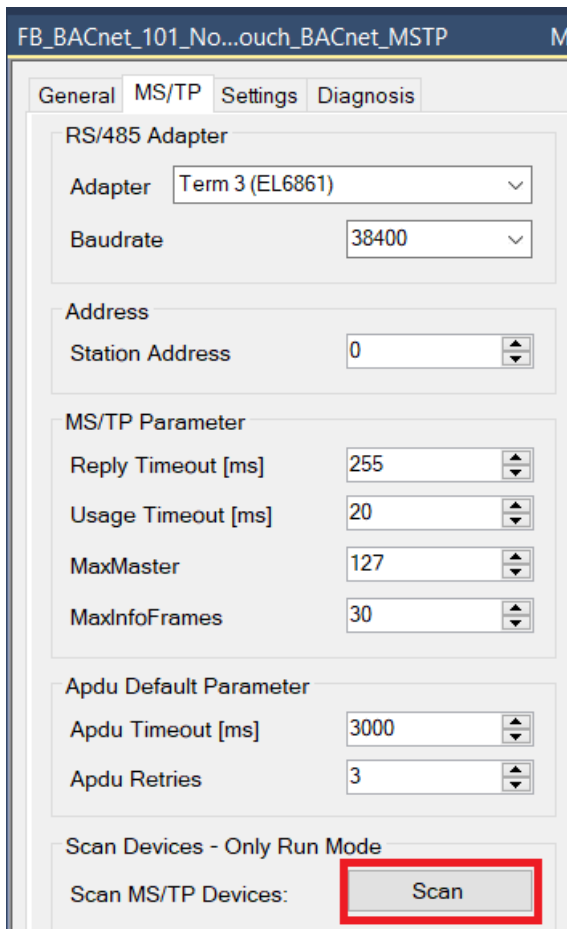 FB_BACnet_101_No...ouch_BACnet_MSTP M
General MS/TP Settings Diagnosis
RS/485 Adapter
Adapter Term 3 (EL6861)
Baudrate 38400
Address
Station Address 0
MS/TP Parameter
Reply Timeout [ms] 255
Usage Timeout [ms] 20
MaxMaster 127
MaxInfoFrames 30
Apdu Default Parameter
Apdu Timeout [ms] 3000
Apdu Retries 3
Scan Devices - Only Run Mode
Scan MS/TP Devices: Scan